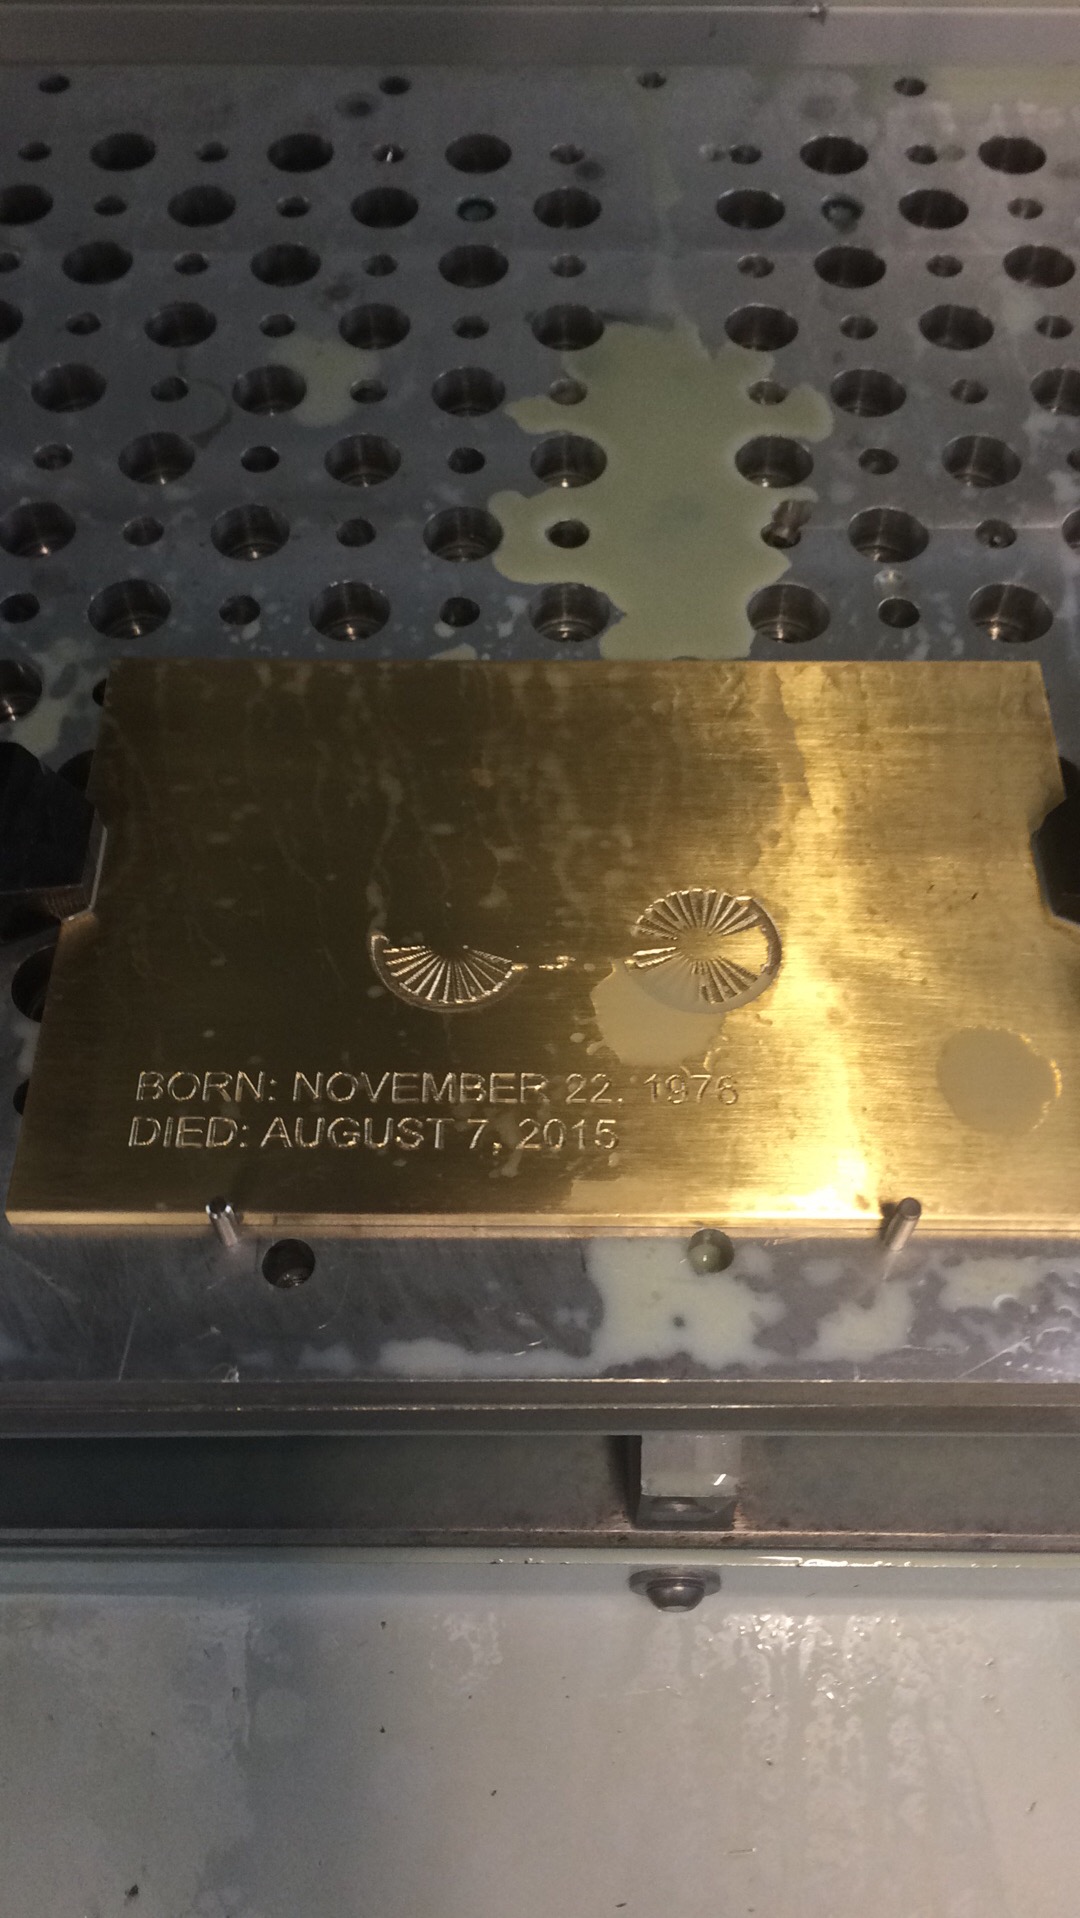 BORN: NOVEMBER 22. 1976
DIED: AUGUST 7, 2015